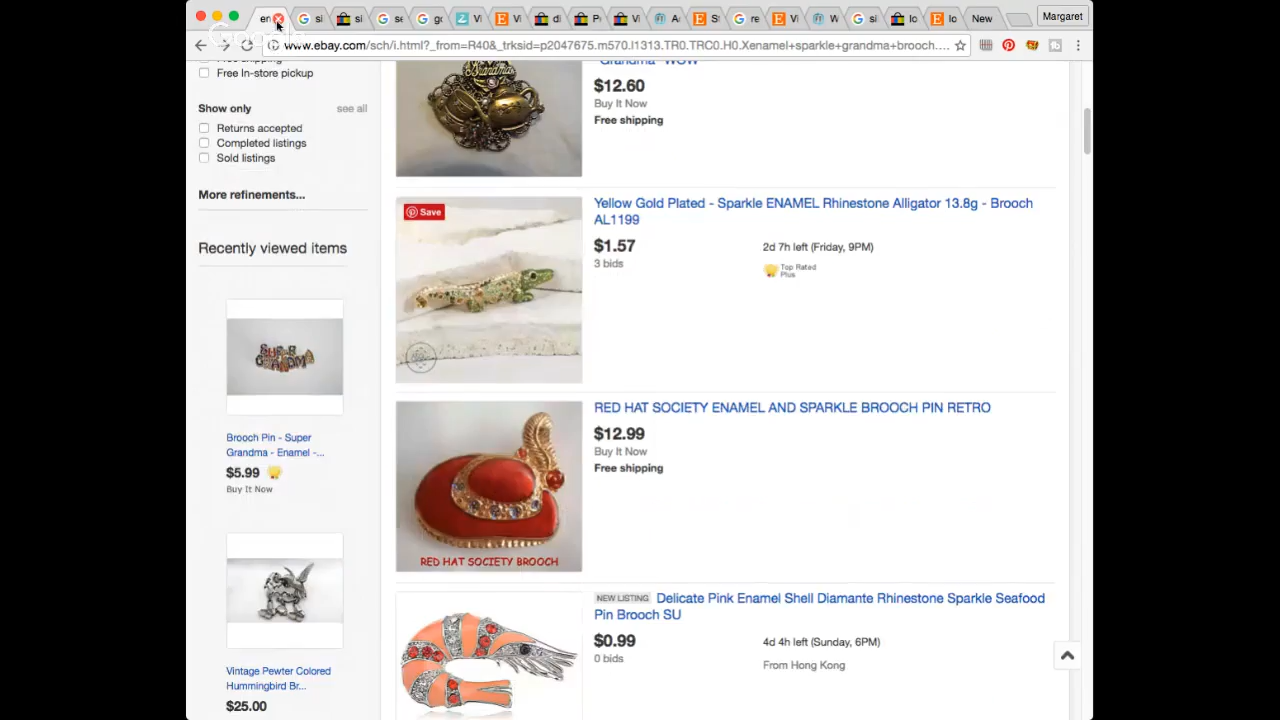 Margaret
New
www.ebay.com/sch/i.html?_from=R40&_trksid=p2047675.m570.l1313.TR0.TRC0.H0.Xenamel+sparkle+grandma+brooch....
Free In-store pickup
Show only
see all
Returns accepted
Completed listings
Sold listings
More refinements...
Recently viewed items
Brooch Pin - Super
Grandma - Enamel -...
$5.99
Buy It Now
Vintage Pewter Colored
Hummingbird Br...
$25.00
"Grandma" WOW
$12.60
Buy It Now
Free shipping
Save
Yellow Gold Plated - Sparkle ENAMEL Rhinestone Alligator 13.8g - Brooch
AL1199
$1.57
3 bids
2d 7h left (Friday, 9PM)
Top Rated
Plus
RED HAT SOCIETY ENAMEL AND SPARKLE BROOCH PIN RETRO
$12.99
Buy It Now
Free shipping
RED HAT SOCIETY BROOCH
NEW LISTING Delicate Pink Enamel Shell Diamante Rhinestone Sparkle Seafood
Pin Brooch SU
$0.99
0 bids
4d 4h left (Sunday, 6PM)
From Hong Kong